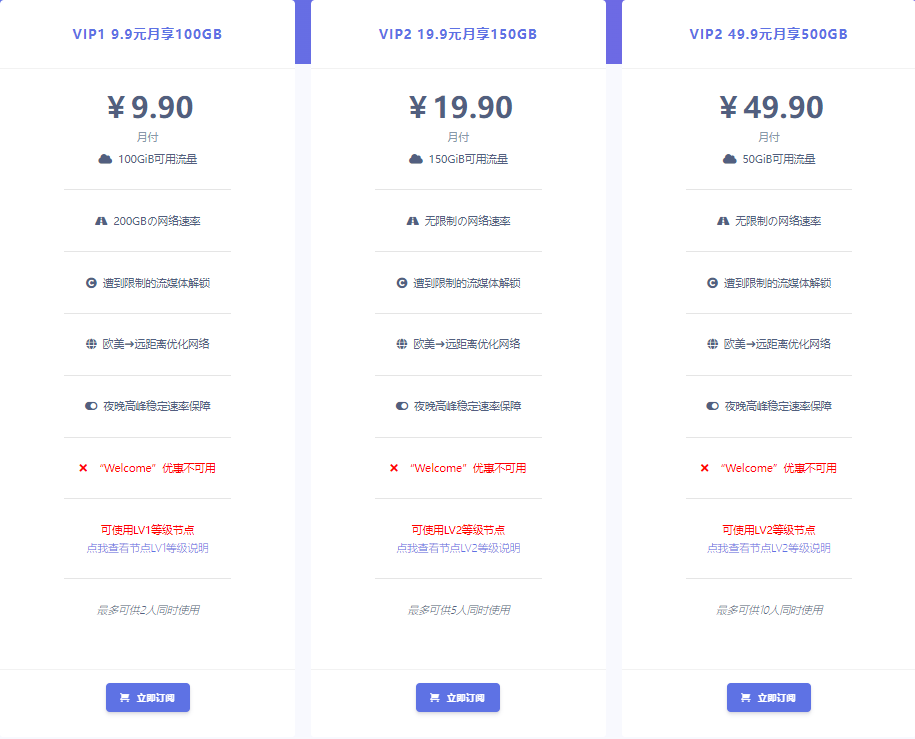 VIP1 9.9元月享100GB
¥9.90
月付
100GiB可用流量
200GBの网络速率
遭到限制的流媒体解锁
欧美→远距离优化网络
夜晚高峰稳定速率保障
“Welcome”优惠不可用
可使用LV1等级节点
点我查看节点LV1等级说明
最多可供2人同时使用
立即订阅
VIP2 19.9元月享150GB
¥19.90
月付
150GiB可用流量
无限制の网络速率
遭到限制的流媒体解锁
欧美→远距离优化网络
夜晚高峰稳定速率保障
“Welcome”优惠不可用
可使用LV2等级节点
点我查看节点LV2等级说明
最多可供5人同时使用
立即订阅
VIP2 49.9元月享500GB
¥49.90
月付
50GiB可用流量
无限制の网络速率
遭到限制的流媒体解锁
欧美→远距离优化网络
夜晚高峰稳定速率保障
“Welcome”优惠不可用
可使用LV2等级节点
点我查看节点LV2等级说明
最多可供10人同时使用
立即订阅